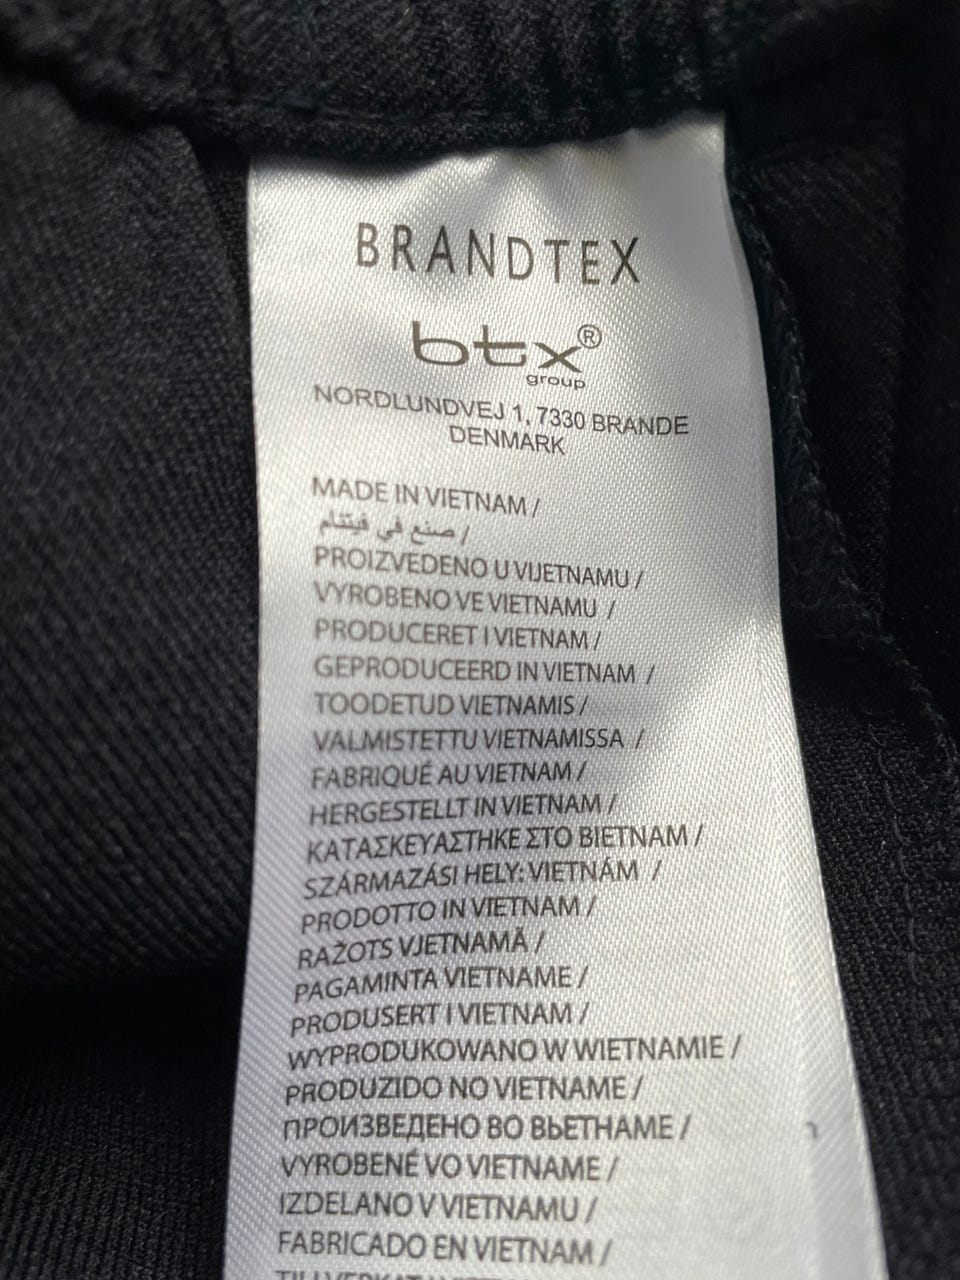 BRANDTEX
btx®
group
NORDLUNDVEJ 1, 7330 BRANDE
DENMARK
MADE IN VIETNAM /
صنع في فيتنام /
PROIZVEDENO U VIJETNAMU /
VYROBENO VE VIETNAMU /
PRODUCERET I VIETNAM /
GEPRODUCEERD IN VIETNAM /
TOODETUD VIETNAMIS /
VALMISTETTU VIETNAMISSA /
FABRIQUÉ AU VIETNAM /
HERGESTELLT IN VIETNAM /
ΚΑΤΑΣΚΕΥΑΣΤΗΚΕ ΣΤΟ ΒΙΕΤΝΑΜ /
SZÁRMAZÁSI HELY: VIETNÁM /
PRODOTTO IN VIETNAM /
RAŽOTS VJETNAMĀ /
PAGAMINTA VIETNAME /
PRODUSERT I VIETNAM /
WYPRODUKOWANO W WIETNAMIE /
PRODUZIDO NO VIETNAME /
ПРОИЗВЕДЕНО ВО ВЬЕТНАМЕ /
VYROBENÉ VO VIETNAME /
IZDELANO V VIETNAMU /
FABRICADO EN VIETNAM /